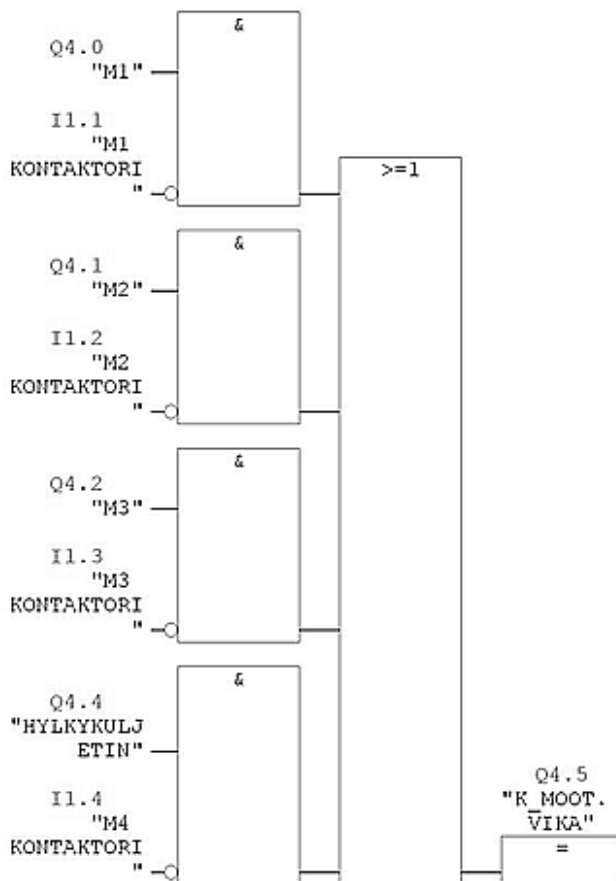 &
Q4.0
"M1"
I1.1
"M1
KONTAKTORI
"
>=1
&
Q4.1
"M2"
I1.2
"M2
KONTAKTORI
"
&
Q4.2
"M3"
I1.3
"M3
KONTAKTORI
"
&
Q4.4
"HYLKYKULJ
ETIN"
I1.4
"M4
KONTAKTORI
"
Q4.5
"K_MOOT.
VIKA"
=